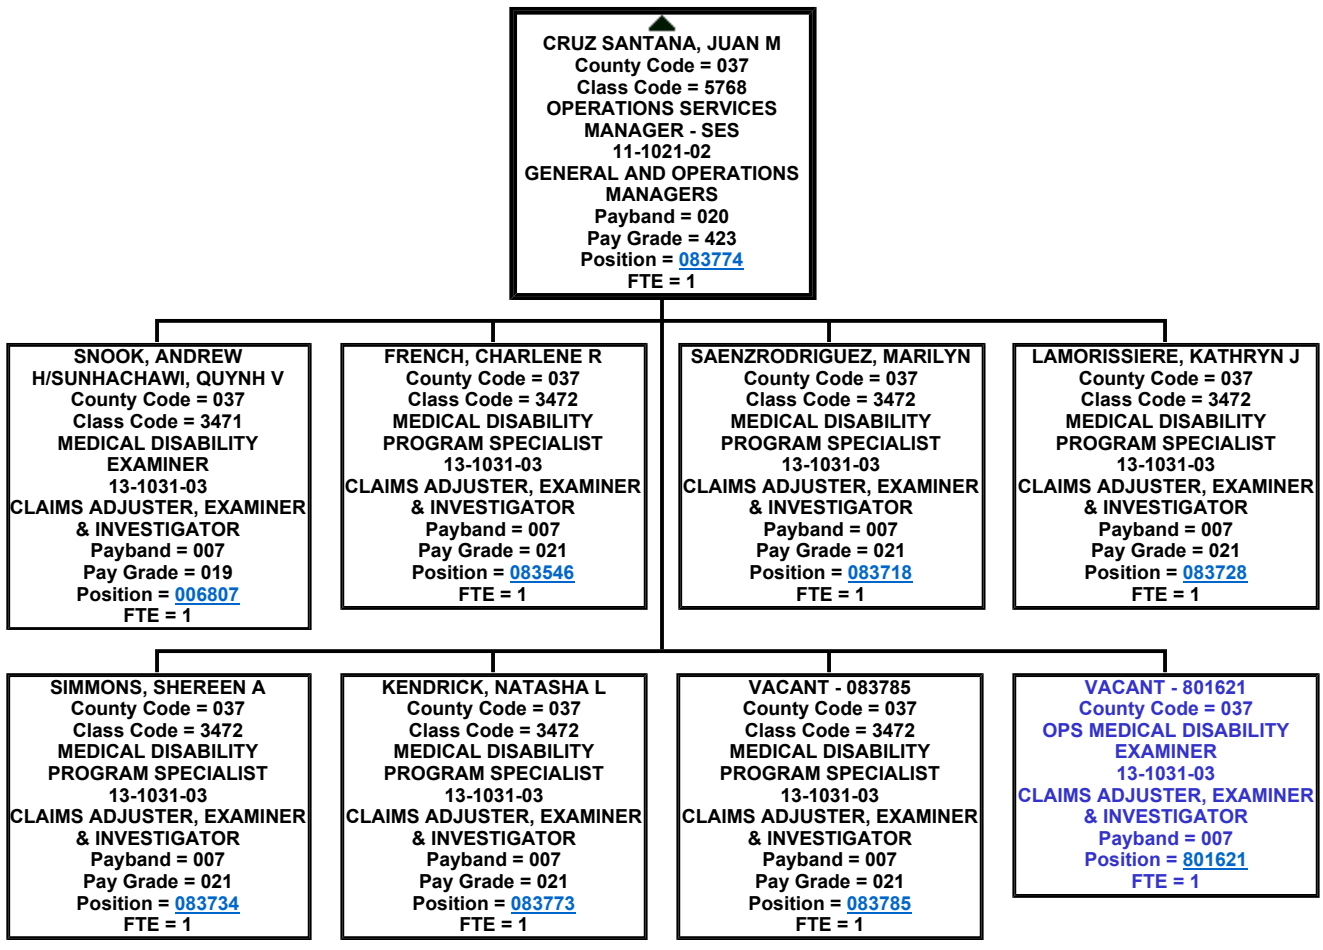 CRUZ SANTANA, JUAN M
County Code = 037
Class Code = 5768
OPERATIONS SERVICES
MANAGER - SES
11-1021-02
GENERAL AND OPERATIONS
MANAGERS
Payband = 020
Pay Grade = 423
Position = 083774
FTE = 1
SNOOK, ANDREW
H/SUNHACHAWI, QUYNH V
County Code = 037
Class Code = 3471
MEDICAL DISABILITY
EXAMINER
13-1031-03
CLAIMS ADJUSTER, EXAMINER
& INVESTIGATOR
Payband = 007
Pay Grade = 019
Position = 006807
FTE = 1
FRENCH, CHARLENE R
County Code = 037
Class Code = 3472
MEDICAL DISABILITY
PROGRAM SPECIALIST
13-1031-03
CLAIMS ADJUSTER, EXAMINER
& INVESTIGATOR
Payband = 007
Pay Grade = 021
Position = 083546
FTE = 1
SAENZRODRIGUEZ, MARILYN
County Code = 037
Class Code = 3472
MEDICAL DISABILITY
PROGRAM SPECIALIST
13-1031-03
CLAIMS ADJUSTER, EXAMINER
& INVESTIGATOR
Payband = 007
Pay Grade = 021
Position = 083718
FTE = 1
LAMORISSIERE, KATHRYN J
County Code = 037
Class Code = 3472
MEDICAL DISABILITY
PROGRAM SPECIALIST
13-1031-03
CLAIMS ADJUSTER, EXAMINER
& INVESTIGATOR
Payband = 007
Pay Grade = 021
Position = 083728
FTE = 1
SIMMONS, SHEREEN A
County Code = 037
Class Code = 3472
MEDICAL DISABILITY
PROGRAM SPECIALIST
13-1031-03
CLAIMS ADJUSTER, EXAMINER
& INVESTIGATOR
Payband = 007
Pay Grade = 021
Position = 083734
FTE = 1
KENDRICK, NATASHA L
County Code = 037
Class Code = 3472
MEDICAL DISABILITY
PROGRAM SPECIALIST
13-1031-03
CLAIMS ADJUSTER, EXAMINER
& INVESTIGATOR
Payband = 007
Pay Grade = 021
Position = 083773
FTE = 1
VACANT - 083785
County Code = 037
Class Code = 3472
MEDICAL DISABILITY
PROGRAM SPECIALIST
13-1031-03
CLAIMS ADJUSTER, EXAMINER
& INVESTIGATOR
Payband = 007
Pay Grade = 021
Position = 083785
FTE = 1
VACANT - 801621
County Code = 037
OPS MEDICAL DISABILITY
EXAMINER
13-1031-03
CLAIMS ADJUSTER, EXAMINER
& INVESTIGATOR
Payband = 007
Position = 801621
FTE = 1